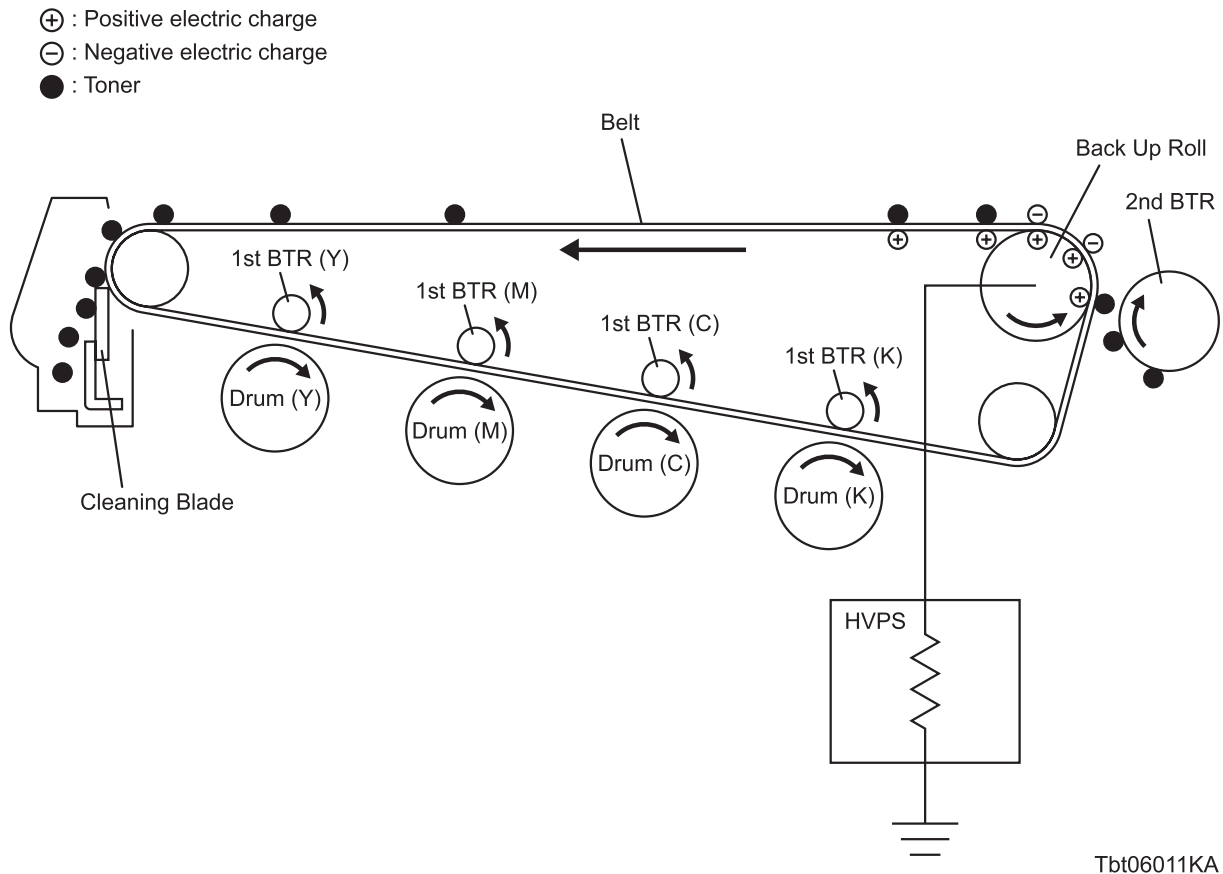 + : Positive electric charge
− : Negative electric charge
: Toner
Belt
Back Up Roll
2nd BTR
1st BTR (Y)
1st BTR (M)
1st BTR (C)
1st BTR (K)
Drum (Y)
Drum (M)
Drum (C)
Drum (K)
Cleaning Blade
HVPS
Tbt06011KA